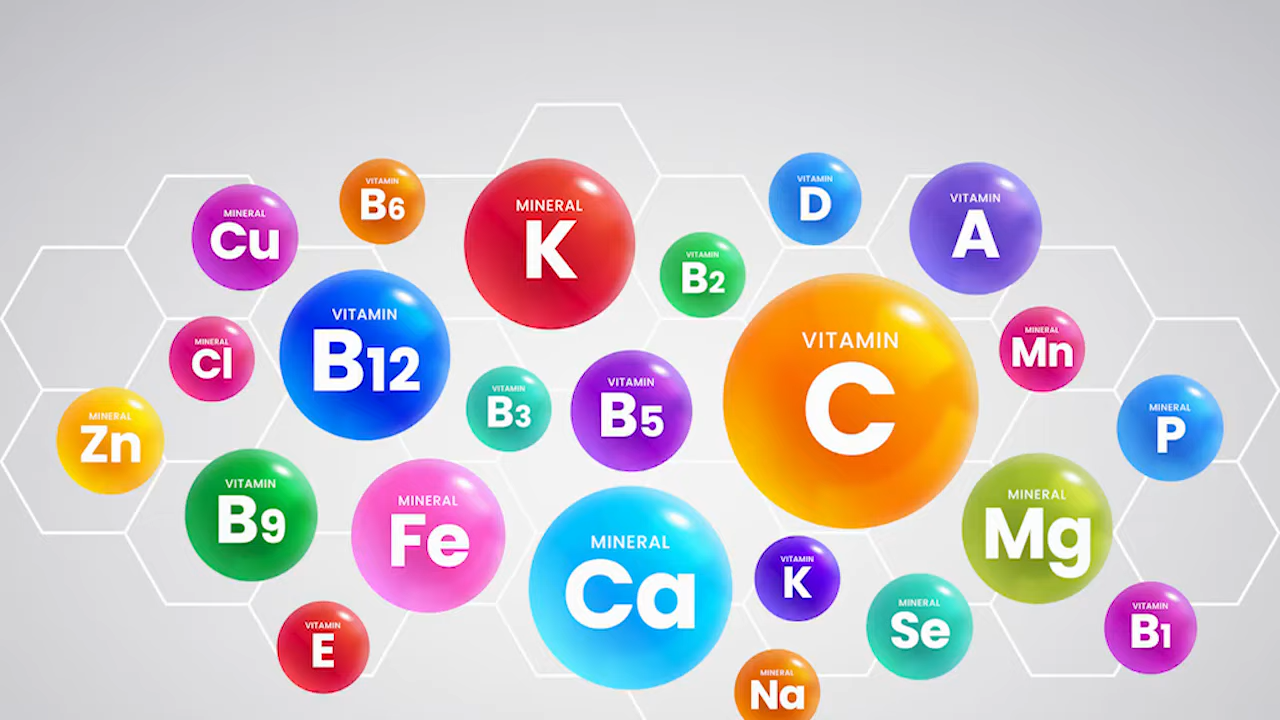 VITAMIN
B6
MINERAL
K
VITAMIN
D
VITAMIN
A
MINERAL
Cu
VITAMIN
B2
VITAMIN
B12
MINERAL
Cl
VITAMIN
C
MINERAL
Mn
VITAMIN
B3
VITAMIN
B5
MINERAL
P
MINERAL
Zn
VITAMIN
B9
MINERAL
Fe
MINERAL
Ca
VITAMIN
K
MINERAL
Mg
MINERAL
Se
VITAMIN
B1
VITAMIN
E
MINERAL
Na